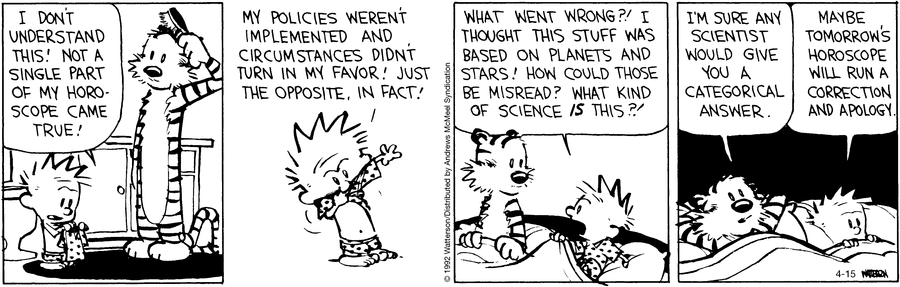 I DON'T
UNDERSTAND
THIS! NOT A
SINGLE PART
OF MY HORO-
SCOPE CAME
TRUE!
MY POLICIES WEREN'T
IMPLEMENTED AND
CIRCUMSTANCES DIDN'T
TURN IN MY FAVOR! JUST
THE OPPOSITE, IN FACT!
© 1992 Watterson/Distributed by Andrews McMeel Syndication
WHAT WENT WRONG?! I
THOUGHT THIS STUFF WAS
BASED ON PLANETS AND
STARS! HOW COULD THOSE
BE MISREAD? WHAT KIND
OF SCIENCE IS THIS?!
I'M SURE ANY
SCIENTIST
WOULD GIVE
YOU A
CATEGORICAL
ANSWER.
MAYBE
TOMORROW'S
HOROSCOPE
WILL RUN A
CORRECTION
AND APOLOGY.
4-15 WATTERSON